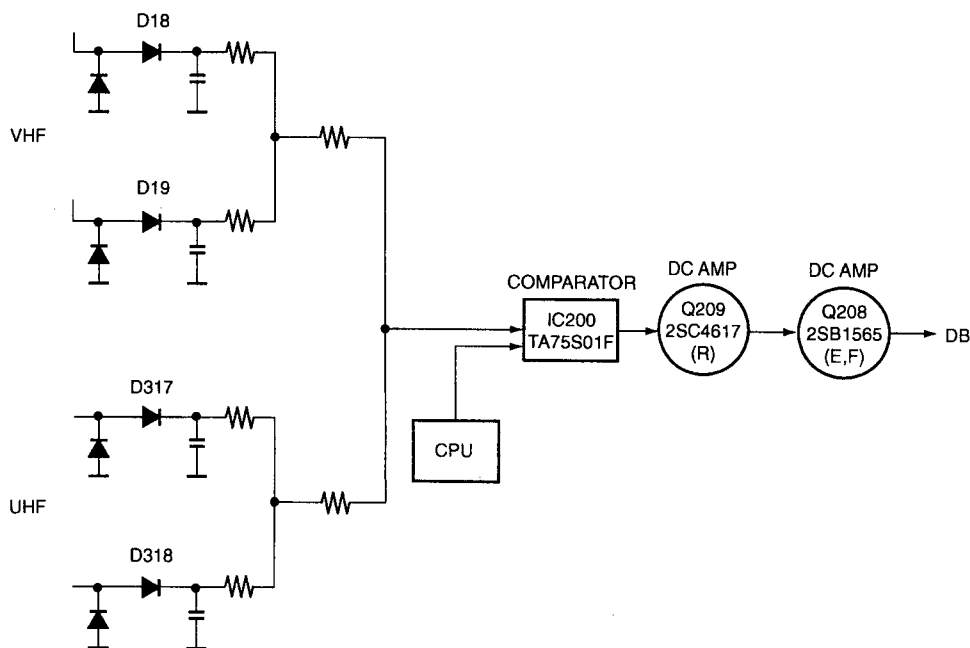 D18
VHF
D19
COMPARATOR
IC200
TA75S01F
DC AMP
Q209
2SC4617
(R)
DC AMP
Q208
2SB1565
(E,F)
DB
CPU
D317
UHF
D318